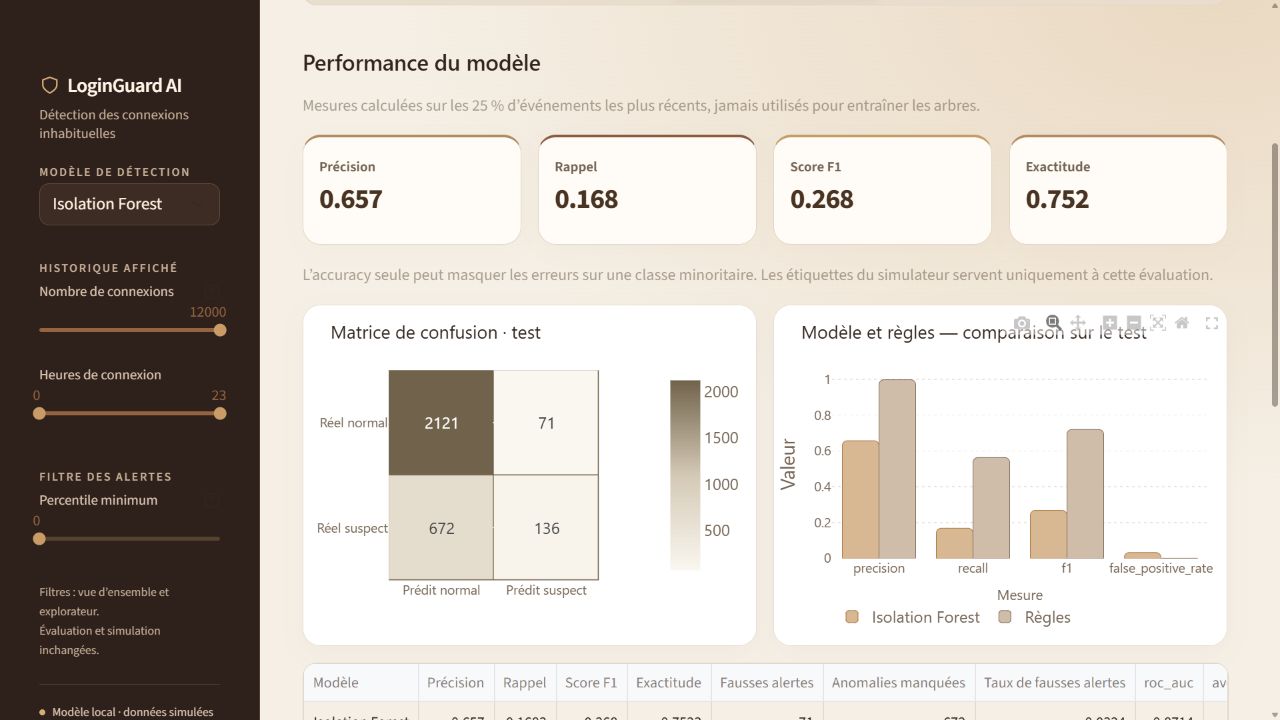 LoginGuard AI
Détection des connexions
inhabituelles
MODÈLE DE DÉTECTION
Isolation Forest
HISTORIQUE AFFICHÉ
Nombre de connexions
12000
Heures de connexion
0 23
FILTRE DES ALERTES
Percentile minimum
0
Filtres : vue d’ensemble et
explorateur.
Évaluation et simulation
inchangées.
Modèle local · données simulées
Performance du modèle
Mesures calculées sur les 25 % d’événements les plus récents, jamais utilisés pour entraîner les arbres.
Précision
0.657
Rappel
0.168
Score F1
0.268
Exactitude
0.752
L’accuracy seule peut masquer les erreurs sur une classe minoritaire. Les étiquettes du simulateur servent uniquement à cette évaluation.
Matrice de confusion · test
Réel normal
2121
71
Réel suspect
672
136
Prédit normal
Prédit suspect
2000
1500
1000
500
Modèle et règles — comparaison sur le test
Valeur
1
0.8
0.6
0.4
0.2
0
precision
recall
f1
false_positive_rate
Mesure
Isolation Forest
Règles
Modèle Précision Rappel Score F1 Exactitude Fausses alertes Anomalies manquées Taux de fausses alertes roc_auc